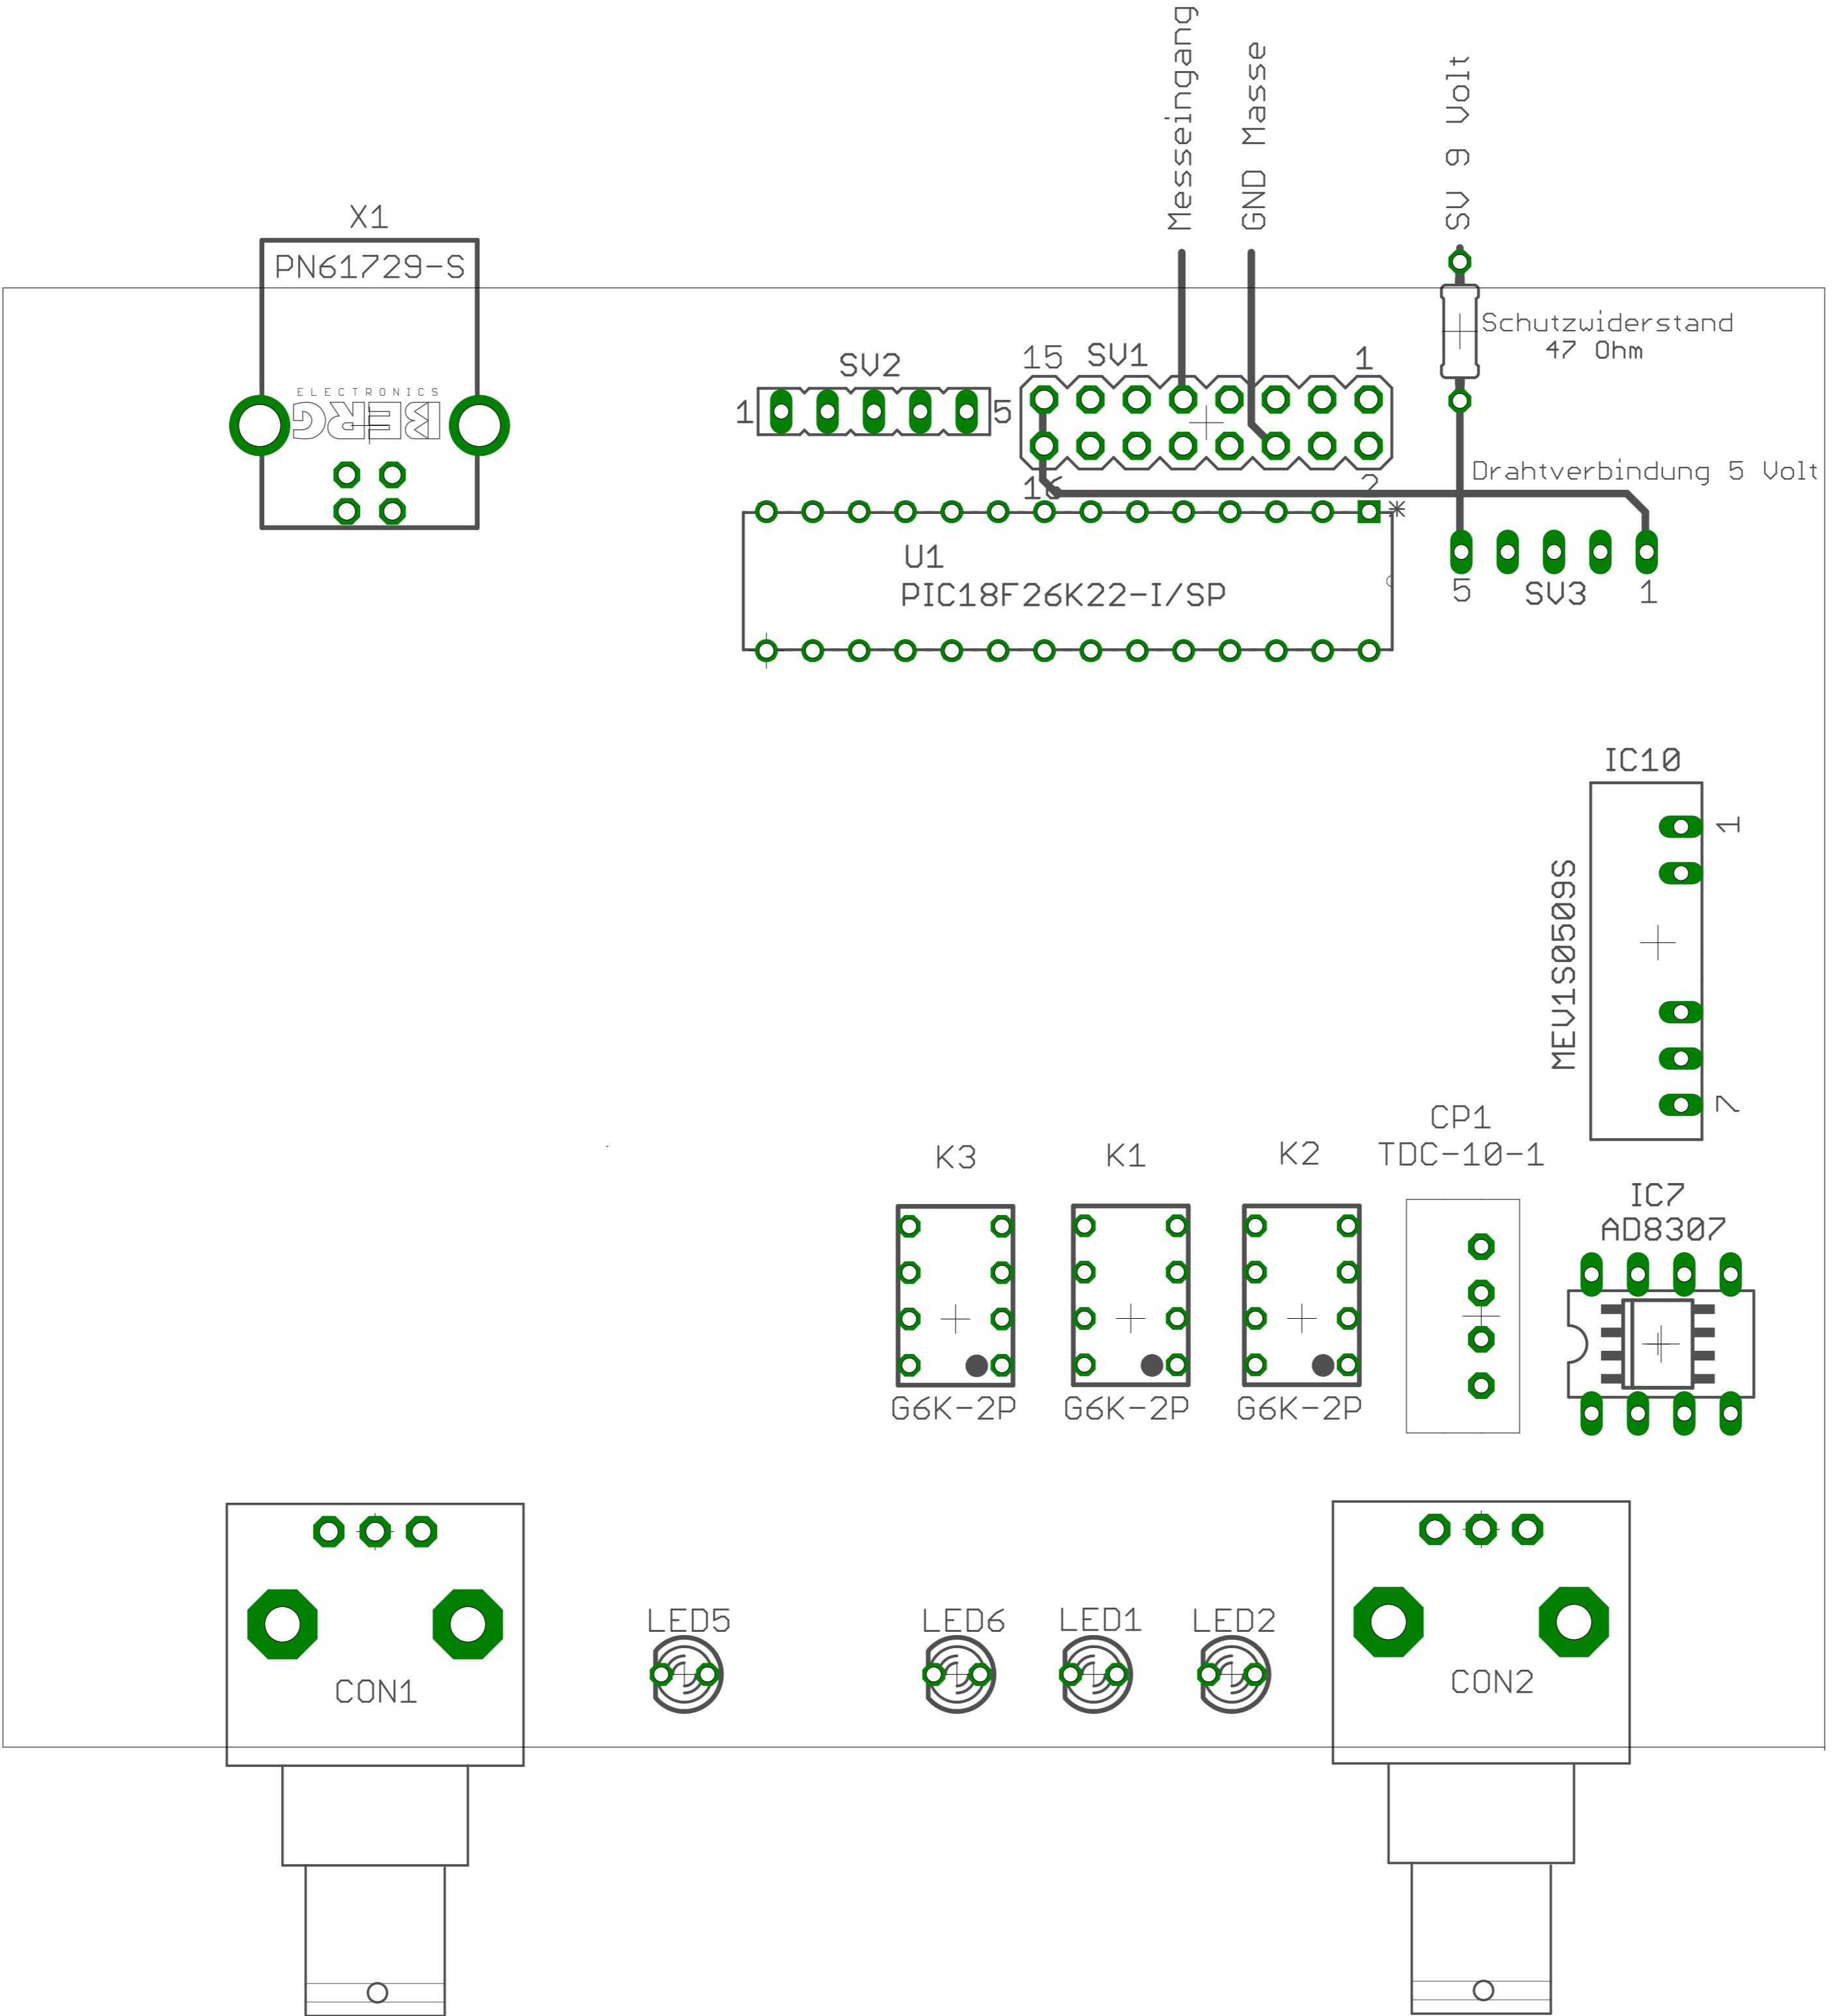 Messeingang
GND Masse
SV 9 Volt
X1
PN61729-S
ELECTRONICS
BERG
Schutzwiderstand
47 Ohm
SV2
1
5
15
SV1
1
16
2
Drahtverbindung 5 Volt
*
U1
PIC18F26K22-I/SP
5
SV3
1
IC10
1
MEV1S0509S
7
CP1
TDC-10-1
K3
K1
K2
IC7
AD8307
G6K-2P
G6K-2P
G6K-2P
LED5
LED6
LED1
LED2
CON1
CON2